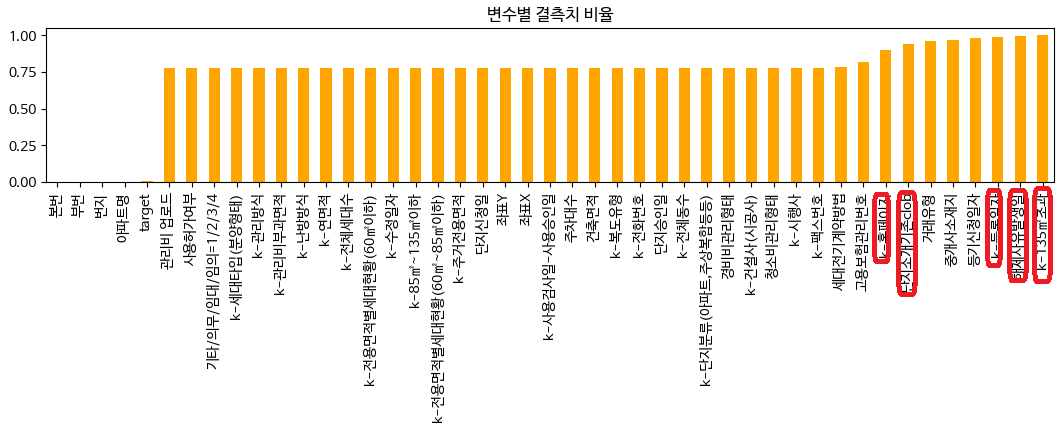 변수별 결측치 비율
1.00
0.75
0.50
0.25
0.00
본번
부번
번지
아파트명
target
관리비 업로드
사용허가여부
기타/의무/임대/임의=1/2/3/4
k-세대타입(분양형태)
k-관리방식
k-관리비부과면적
k-난방방식
k-연면적
k-전체세대수
k-전용면적별세대현황(60㎡이하)
k-수정일자
k-85㎡~135㎡이하
k-전용면적별세대현황(60㎡~85㎡이하)
k-주거전용면적
단지신청일
좌표Y
좌표X
k-사용검사일-사용승인일
주차대수
건축면적
k-복도유형
k-전화번호
단지승인일
k-전체동수
k-단지분류(아파트,주상복합등등)
경비비관리형태
k-건설사(시공사)
청소비관리형태
k-시행사
k-팩스번호
세대전기계약방법
고용보험관리번호
k-홈페이지
단지소개기존clob
거래유형
중개사소재지
등기신청일자
k-등록일자
해제사유발생일
k-135㎡초과